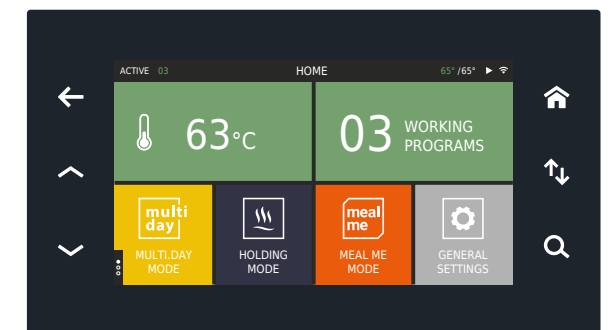 ACTIVE 03 HOME 65° /65°
63°C
03 WORKING PROGRAMS
multi day
MULTI.DAY MODE
HOLDING MODE
meal me
MEAL ME MODE
GENERAL SETTINGS